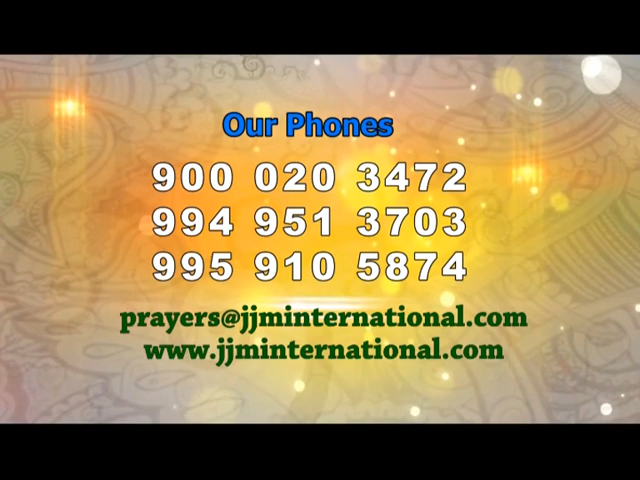 Our Phones
900 020 3472
994 951 3703
995 910 5874
prayers@jjminternational.com
www.jjminternational.com